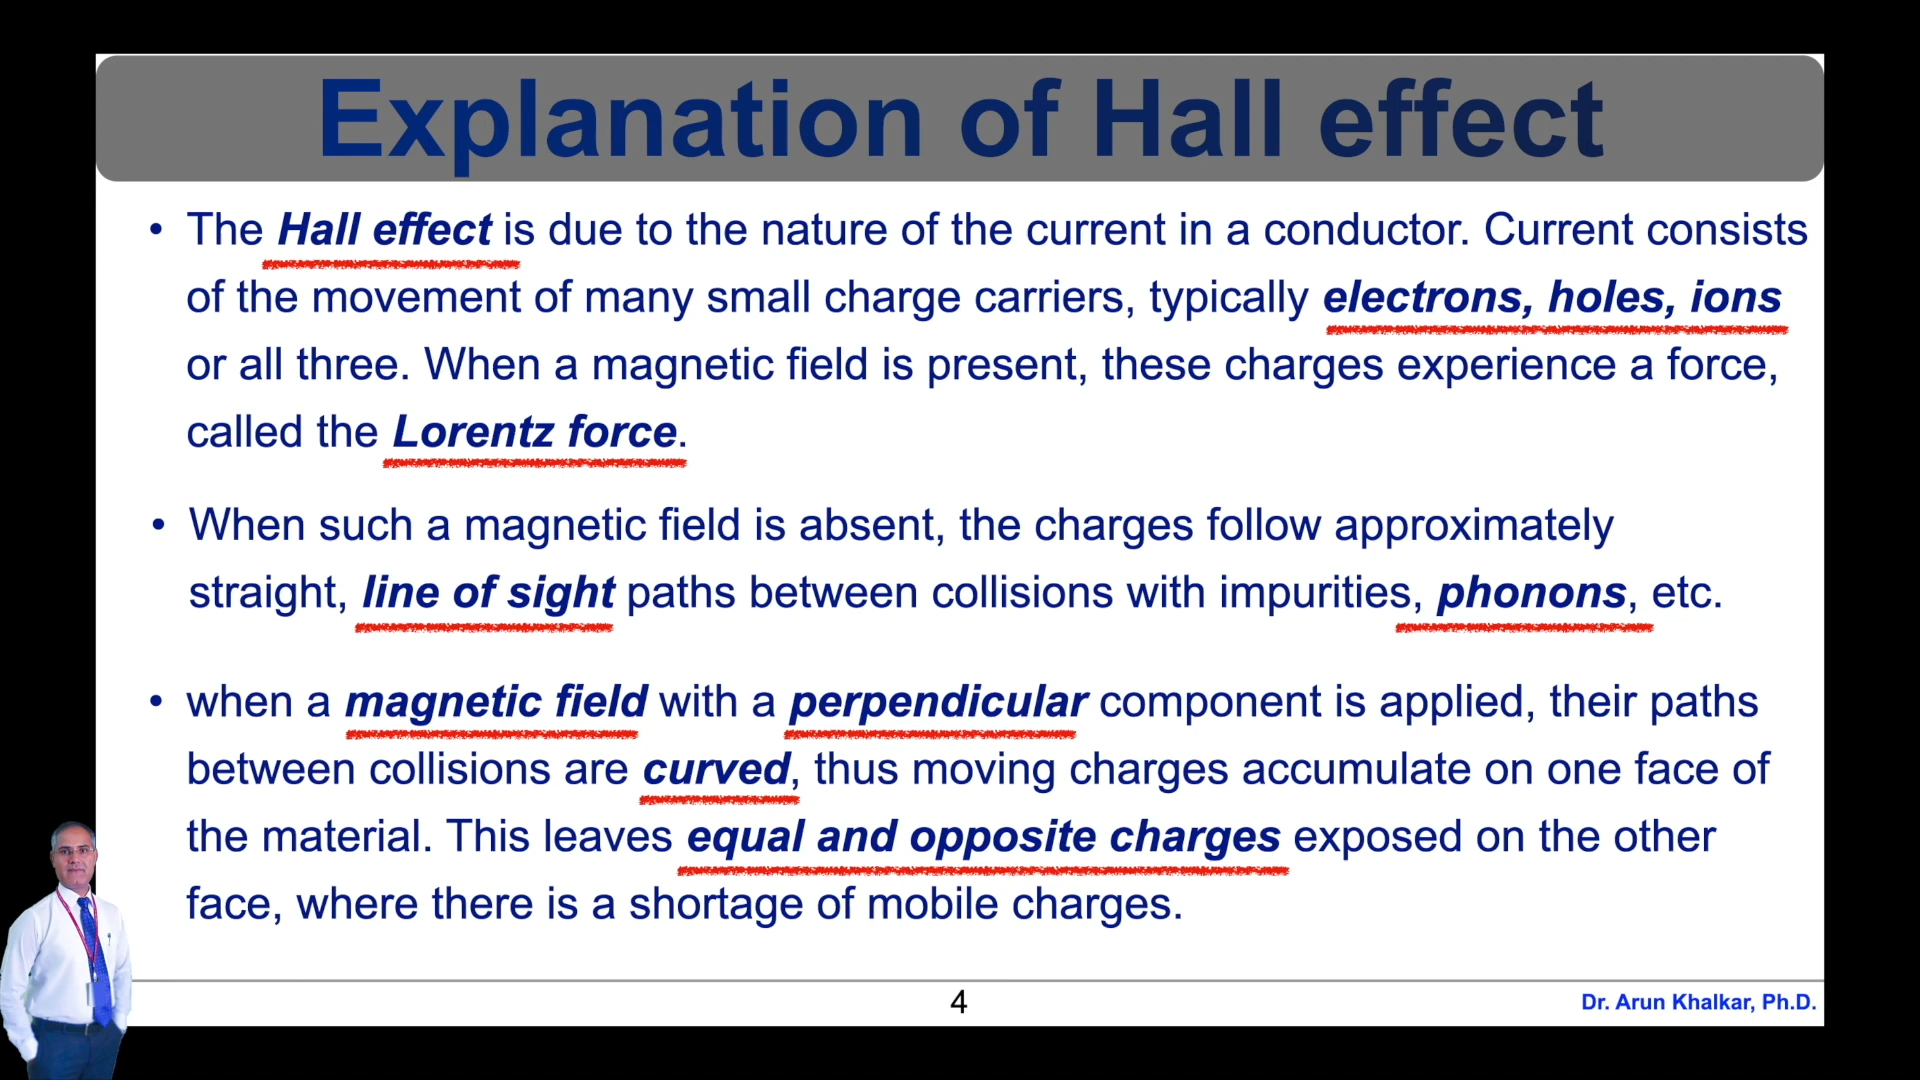 Explanation of Hall effect
• The Hall effect is due to the nature of the current in a conductor. Current consists
of the movement of many small charge carriers, typically electrons, holes, ions
or all three. When a magnetic field is present, these charges experience a force,
called the Lorentz force.
• When such a magnetic field is absent, the charges follow approximately
straight, line of sight paths between collisions with impurities, phonons, etc.
• when a magnetic field with a perpendicular component is applied, their paths
between collisions are curved, thus moving charges accumulate on one face of
the material. This leaves equal and opposite charges exposed on the other
face, where there is a shortage of mobile charges.
4
Dr. Arun Khalkar, Ph.D.